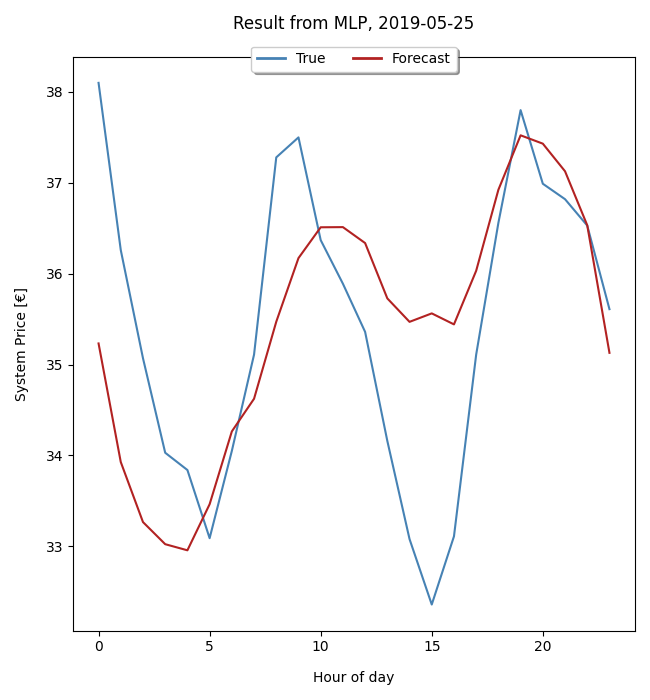 Result from MLP, 2019-05-25
True Forecast
38
37
36
35
34
33
System Price [€]
0 5 10 15 20
Hour of day